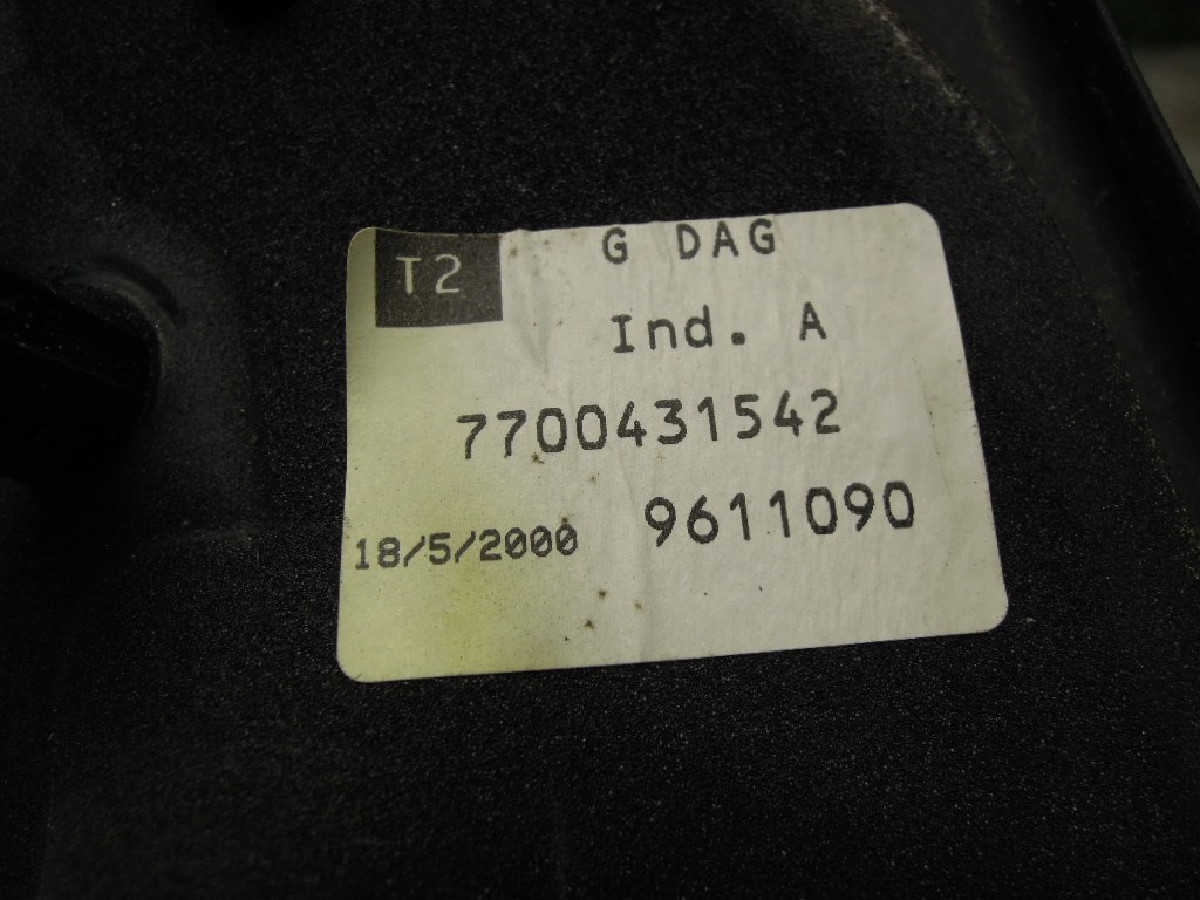 T2 G DAG
Ind. A
7700431542
18/5/2000 9611090